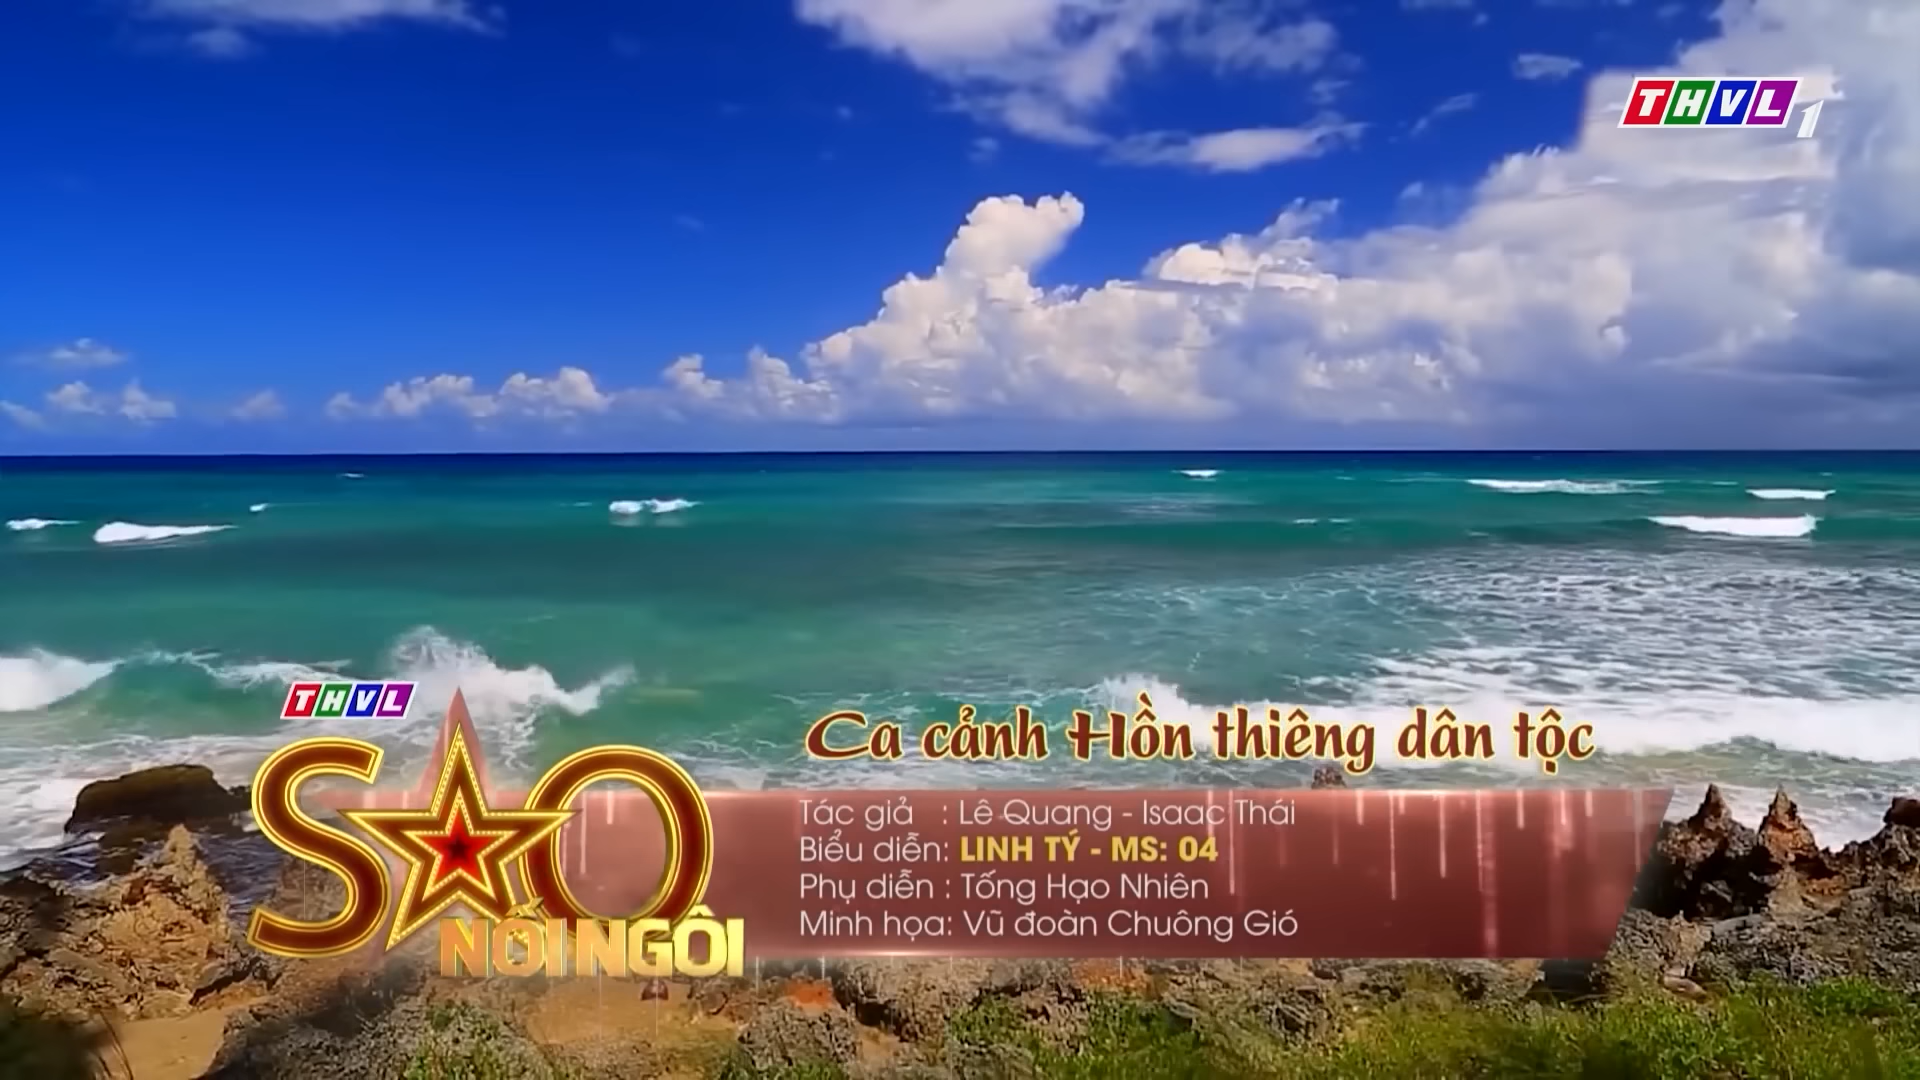 THVL1
THVL
SAO
NỐI NGÔI
Ca cảnh Hồn thiêng dân tộc
Tác giả : Lê Quang - Isaac Thái
Biểu diễn: LINH TÝ - MS: 04
Phụ diễn : Tống Hạo Nhiên
Minh họa: Vũ đoàn Chuông Gió